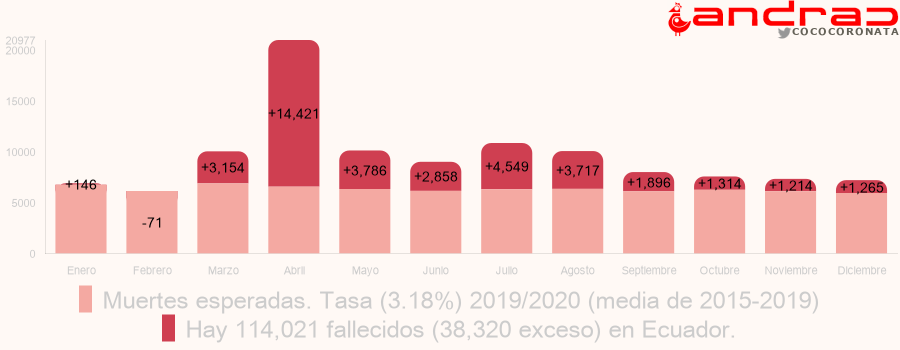 andrac
COCOCORONATA
20977
20000
15000
10000
5000
0
+146
-71
+3,154
+14,421
+3,786
+2,858
+4,549
+3,717
+1,896
+1,314
+1,214
+1,265
Enero
Febrero
Marzo
Abril
Mayo
Junio
Julio
Agosto
Septiembre
Octubre
Noviembre
Diciembre
Muertes esperadas. Tasa (3.18%) 2019/2020 (media de 2015-2019)
Hay 114,021 fallecidos (38,320 exceso) en Ecuador.